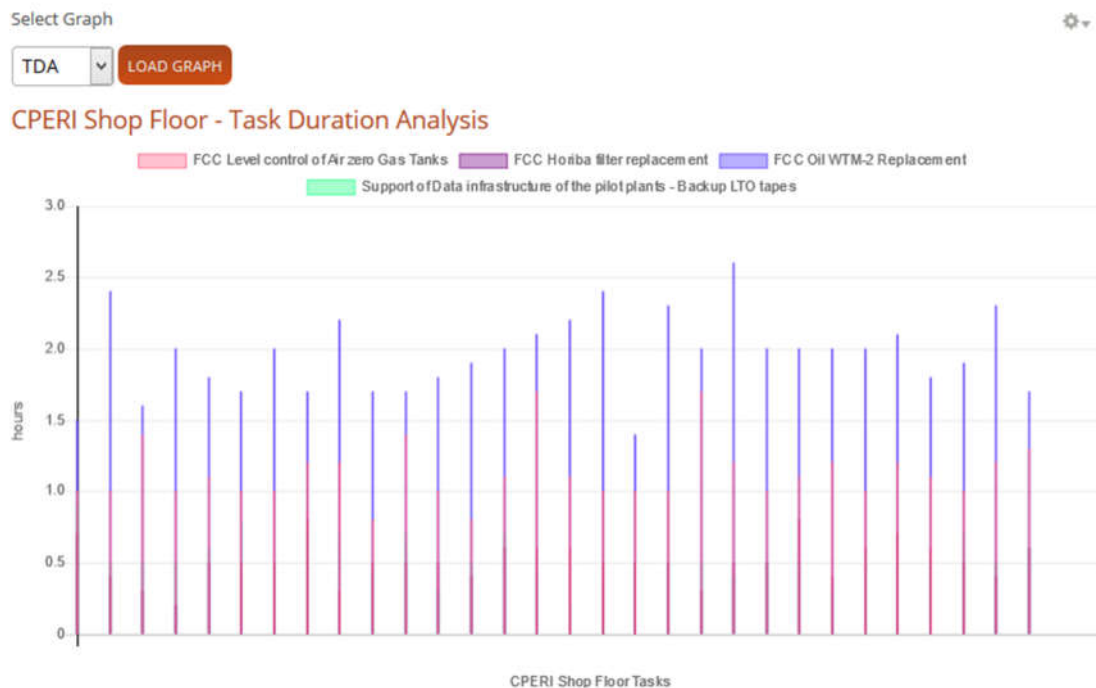 Select Graph
TDA
LOAD GRAPH
CPERI Shop Floor - Task Duration Analysis
FCC Level control of Air zero Gas Tanks FCC Horiba filter replacement FCC Oil WTM-2 Replacement
Support of Data infrastructure of the pilot plants - Backup LTO tapes
3.0
2.5
2.0
1.5
1.0
0.5
0
hours
CPERI Shop Floor Tasks